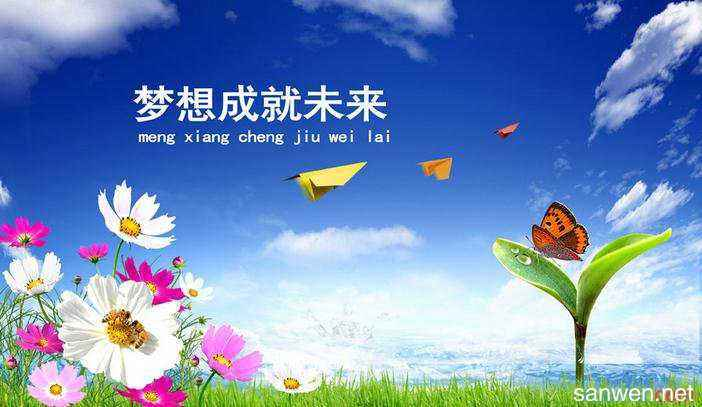 梦想成就未来
meng xiang cheng jiu wei lai
sanwen.net